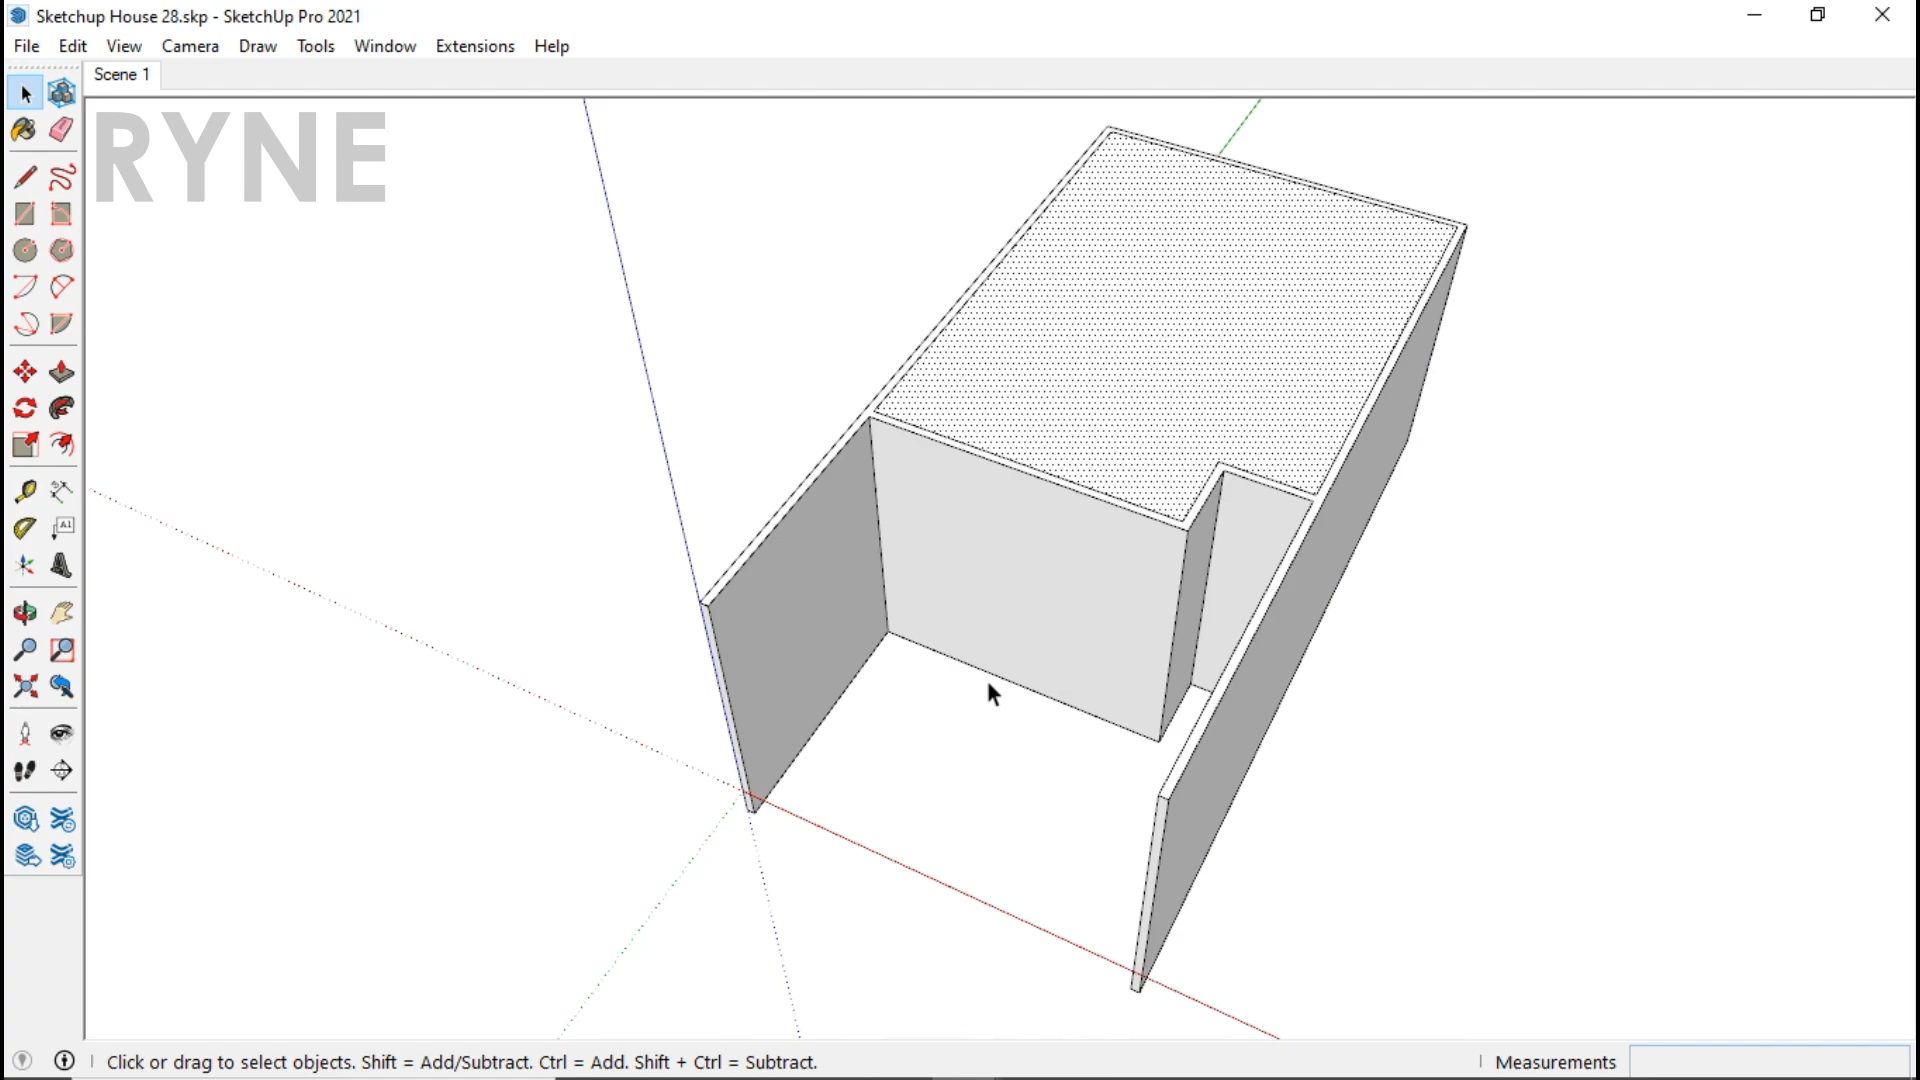 Sketchup House 28.skp - SketchUp Pro 2021
File Edit View Camera Draw Tools Window Extensions Help
Scene 1
RYNE
A1
Click or drag to select objects. Shift = Add/Subtract. Ctrl = Add. Shift + Ctrl = Subtract.
Measurements